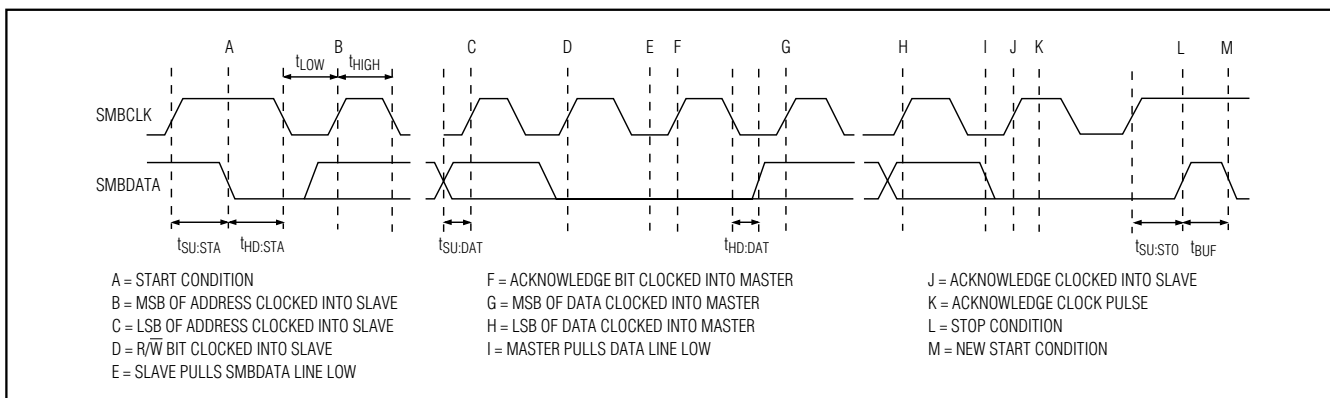 A B C D E F G H I J K L M
tLOW tHIGH
SMBCLK
SMBDATA
tSU:STA tHD:STA tSU:DAT tHD:DAT tSU:STO tBUF
A = START CONDITION
B = MSB OF ADDRESS CLOCKED INTO SLAVE
C = LSB OF ADDRESS CLOCKED INTO SLAVE
D = R/W̅ BIT CLOCKED INTO SLAVE
E = SLAVE PULLS SMBDATA LINE LOW
F = ACKNOWLEDGE BIT CLOCKED INTO MASTER
G = MSB OF DATA CLOCKED INTO MASTER
H = LSB OF DATA CLOCKED INTO MASTER
I = MASTER PULLS DATA LINE LOW
J = ACKNOWLEDGE CLOCKED INTO SLAVE
K = ACKNOWLEDGE CLOCK PULSE
L = STOP CONDITION
M = NEW START CONDITION